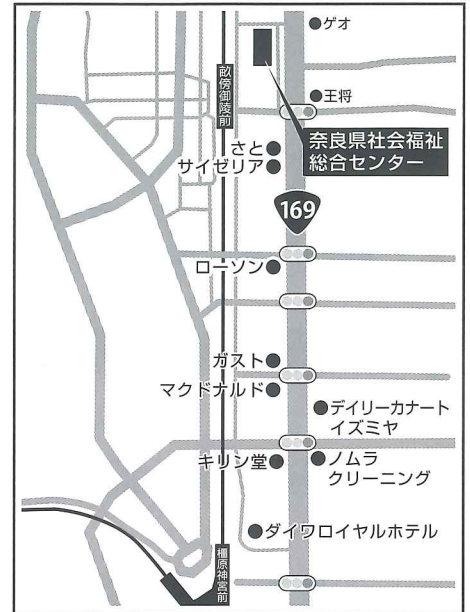 ゲオ
畝傍御陵前
王将
奈良県社会福祉
総合センター
さと
サイゼリア
169
ローソン
ガスト
マクドナルド
デイリーカナート
イズミヤ
キリン堂
ノムラ
クリーニング
ダイワロイヤルホテル
橿原神宮前